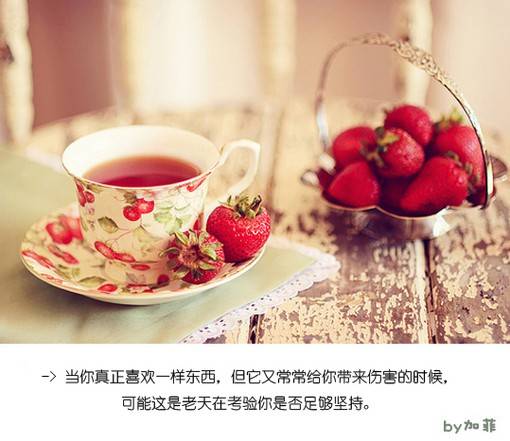 -> 当你真正喜欢一样东西，但它又常常给你带来伤害的时候，
可能这是老天在考验你是否足够坚持。
by加菲